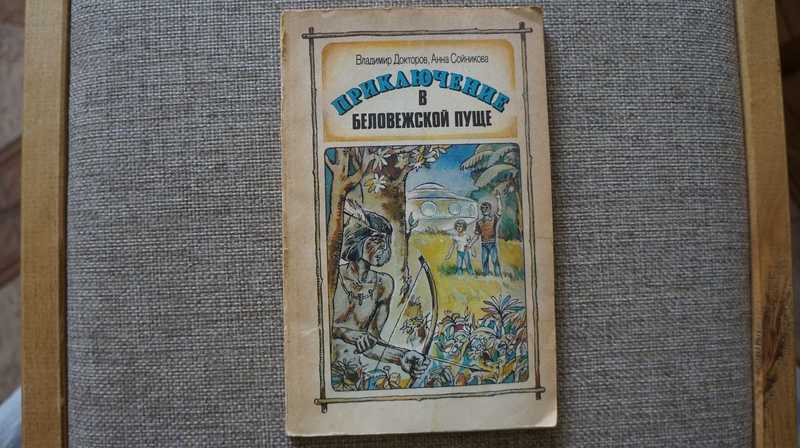 Владимир Докторов, Анна Сойникова
ПРИКЛЮЧЕНИЕ
В
БЕЛОВЕЖСКОЙ ПУЩЕ